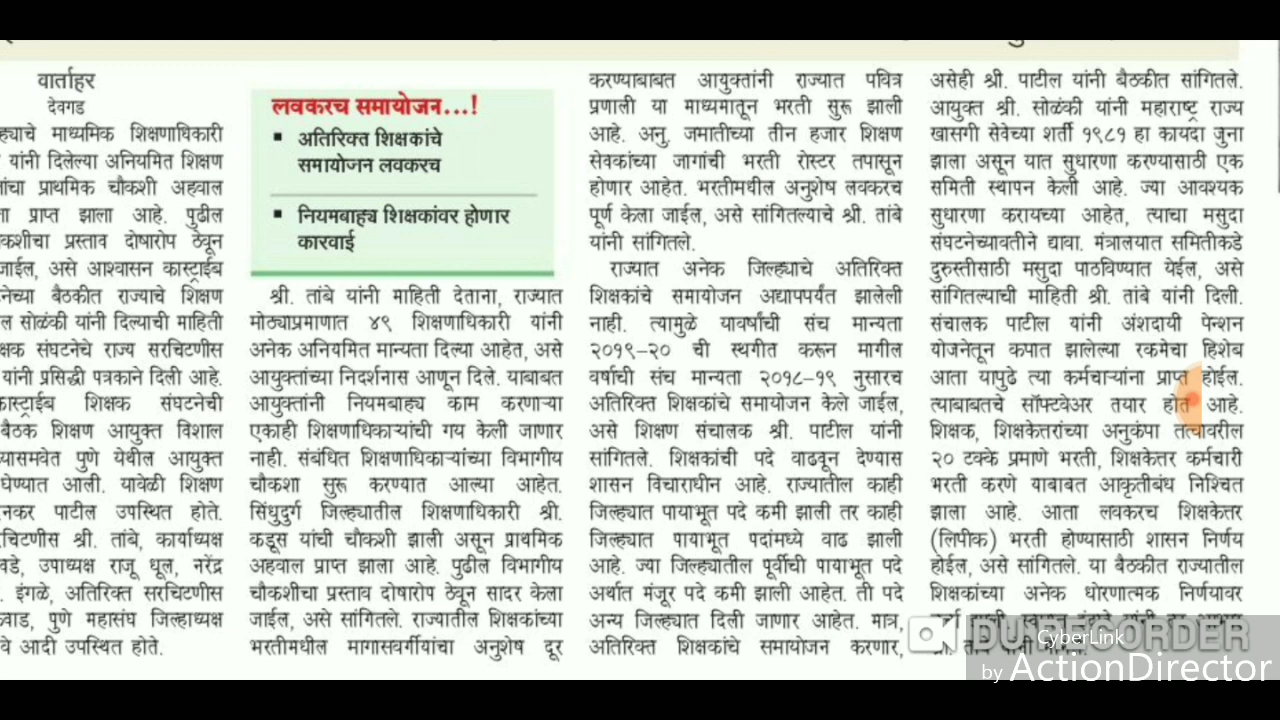 वार्ताहर
देवगड
ह्याचे माध्यमिक शिक्षणाधिकारी
यांनी दिलेल्या अनियमित शिक्षण
तांचा प्राथमिक चौकशी अहवाल
ता प्राप्त झाला आहे. पुढील
कशीचा प्रस्ताव दोषारोप ठेवून
जाईल, असे आश्वासन कास्ट्राईब
नेच्या बैठकीत राज्याचे शिक्षण
ल सोळंकी यांनी दिल्याची माहिती
क्षक संघटनेचे राज्य सरचिटणीस
यांनी प्रसिद्धी पत्रकाने दिली आहे.
कास्ट्राईब शिक्षक संघटनेची
बैठक शिक्षण आयुक्त विशाल
च्यासमवेत पुणे येथील आयुक्त
घेण्यात आली. यावेळी शिक्षण
नकर पाटील उपस्थित होते.
रचिटणीस श्री. तांबे, कार्याध्यक्ष
वडे, उपाध्यक्ष राजू धूल, नरेंद्र
. इंगळे, अतिरिक्त सरचिटणीस
वाड, पुणे महासंघ जिल्हाध्यक्ष
वे आदी उपस्थित होते.
लवकरच समायोजन...!
▪ अतिरिक्त शिक्षकांचे
समायोजन लवकरच
▪ नियमबाह्य शिक्षकांवर होणार
कारवाई
श्री. तांबे यांनी माहिती देताना, राज्यात
मोठ्याप्रमाणात ४९ शिक्षणाधिकारी यांनी
अनेक अनियमित मान्यता दिल्या आहेत, असे
आयुक्तांच्या निदर्शनास आणून दिले. याबाबत
आयुक्तांनी नियमबाह्य काम करणाऱ्या
एकाही शिक्षणाधिकाऱ्यांची गय केली जाणार
नाही. संबंधित शिक्षणाधिकाऱ्यांच्या विभागीय
चौकशा सुरू करण्यात आल्या आहेत.
सिंधुदुर्ग जिल्ह्यातील शिक्षणाधिकारी श्री.
कडूस यांची चौकशी झाली असून प्राथमिक
अहवाल प्राप्त झाला आहे. पुढील विभागीय
चौकशीचा प्रस्ताव दोषारोप ठेवून सादर केला
जाईल, असे सांगितले. राज्यातील शिक्षकांच्या
भरतीमधील मागासवर्गीयांचा अनुशेष दूर
करण्याबाबत आयुक्तांनी राज्यात पवित्र
प्रणाली या माध्यमातून भरती सुरू झाली
आहे. अनु. जमातीच्या तीन हजार शिक्षण
सेवकांच्या जागांची भरती रोस्टर तपासून
होणार आहेत. भरतीमधील अनुशेष लवकरच
पूर्ण केला जाईल, असे सांगितल्याचे श्री. तांबे
यांनी सांगितले.
राज्यात अनेक जिल्ह्याचे अतिरिक्त
शिक्षकांचे समायोजन अद्यापपर्यंत झालेली
नाही. त्यामुळे यावर्षांची संच मान्यता
२०१९-२० ची स्थगीत करून मागील
वर्षाची संच मान्यता २०१८-१९ नुसारच
अतिरिक्त शिक्षकांचे समायोजन केले जाईल,
असे शिक्षण संचालक श्री. पाटील यांनी
सांगितले. शिक्षकांची पदे वाढवून देण्यास
शासन विचाराधीन आहे. राज्यातील काही
जिल्ह्यात पायाभूत पदे कमी झाली तर काही
जिल्ह्यात पायाभूत पदांमध्ये वाढ झाली
आहे. ज्या जिल्ह्यातील पूर्वीची पायाभूत पदे
अर्थात मंजूर पदे कमी झाली आहेत. ती पदे
अन्य जिल्ह्यात दिली जाणार आहेत. मात्र,
अतिरिक्त शिक्षकांचे समायोजन करणार,
असेही श्री. पाटील यांनी बैठकीत सांगितले.
आयुक्त श्री. सोळंकी यांनी महाराष्ट्र राज्य
खासगी सेवेच्या शर्ती १९८१ हा कायदा जुना
झाला असून यात सुधारणा करण्यासाठी एक
समिती स्थापन केली आहे. ज्या आवश्यक
सुधारणा करायच्या आहेत, त्याचा मसुदा
संघटनेच्यावतीने द्यावा. मंत्रालयात समितीकडे
दुरुस्तीसाठी मसुदा पाठविण्यात येईल, असे
सांगितल्याची माहिती श्री. तांबे यांनी दिली.
संचालक पाटील यांनी अंशदायी पेन्शन
योजनेतून कपात झालेल्या रकमेचा हिशेब
आता यापुढे त्या कर्मचाऱ्यांना प्राप्त होईल.
त्याबाबतचे सॉफ्टवेअर तयार होत आहे.
शिक्षक, शिक्षकेतरांच्या अनुकंपा तत्वावरील
२० टक्के प्रमाणे भरती, शिक्षकेतर कर्मचारी
भरती करणे याबाबत आकृतीबंध निश्चित
झाला आहे. आता लवकरच शिक्षकेतर
(लिपीक) भरती होण्यासाठी शासन निर्णय
होईल, असे सांगितले. या बैठकीत राज्यातील
शिक्षकांच्या अनेक धोरणात्मक निर्णयावर
DU RECORDER
CyberLink
by ActionDirector